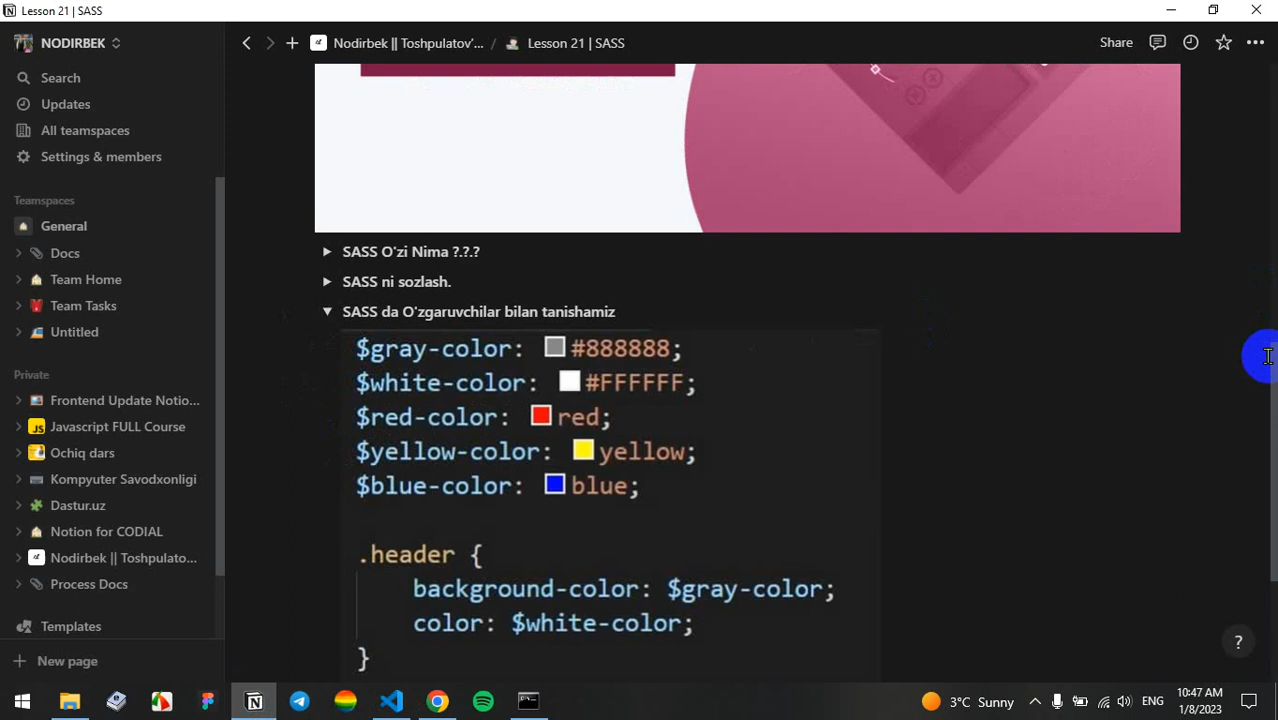 Lesson 21 | SASS
NODIRBEK
Nodirbek || Toshpulatov'... / Lesson 21 | SASS
Share
Search
Updates
All teamspaces
Settings & members
Teamspaces
General
Docs
Team Home
Team Tasks
Untitled
Private
Frontend Update Notio...
Javascript FULL Course
Ochiq dars
Kompyuter Savodxonligi
Dastur.uz
Notion for CODIAL
Nodirbek || Toshpulato...
Process Docs
Templates
New page
SASS O'zi Nima ?.?.?
SASS ni sozlash.
SASS da O'zgaruvchilar bilan tanishamiz
$gray-color: #888888;
$white-color: #FFFFFF;
$red-color: red;
$yellow-color: yellow;
$blue-color: blue;
.header {
background-color: $gray-color;
color: $white-color;
}
?
3°C Sunny
ENG
10:47 AM
1/8/2023